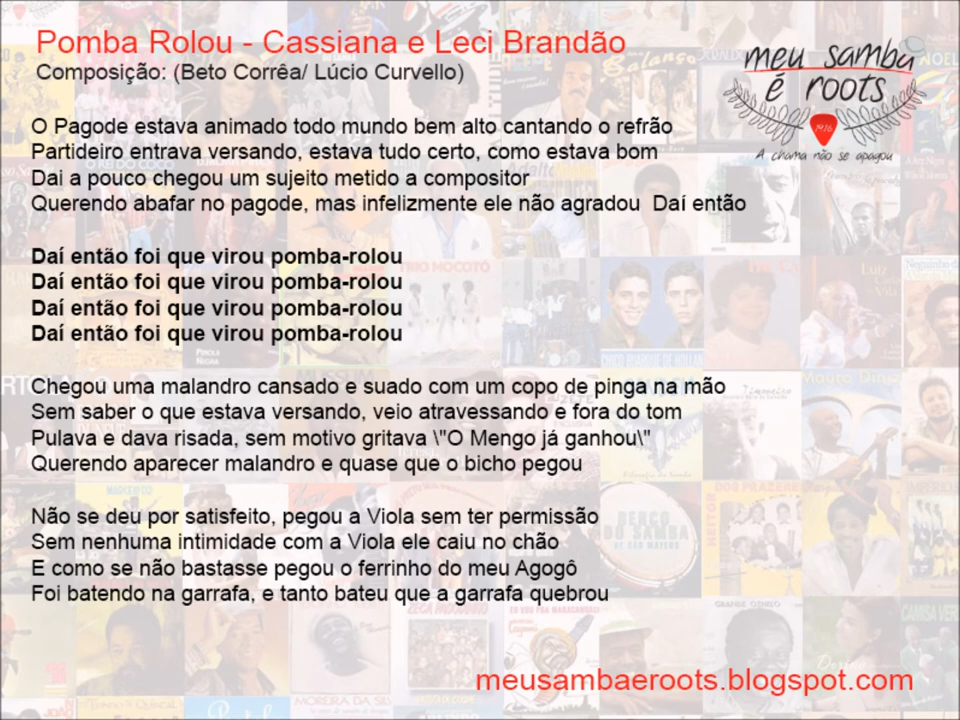 Pomba Rolou - Cassiana e Leci Brandão
Composição: (Beto Corrêa/ Lúcio Curvello)
meu samba
é roots
1916
A chama não se apagou
O Pagode estava animado todo mundo bem alto cantando o refrão
Partideiro entrava versando, estava tudo certo, como estava bom
Dai a pouco chegou um sujeito metido a compositor
Querendo abafar no pagode, mas infelizmente ele não agradou  Daí então
Daí então foi que virou pomba-rolou
Daí então foi que virou pomba-rolou
Daí então foi que virou pomba-rolou
Daí então foi que virou pomba-rolou
Chegou uma malandro cansado e suado com um copo de pinga na mão
Sem saber o que estava versando, veio atravessando e fora do tom
Pulava e dava risada, sem motivo gritava \"O Mengo já ganhou\"
Querendo aparecer malandro e quase que o bicho pegou
Não se deu por satisfeito, pegou a Viola sem ter permissão
Sem nenhuma intimidade com a Viola ele caiu no chão
E como se não bastasse pegou o ferrinho do meu Agogô
Foi batendo na garrafa, e tanto bateu que a garrafa quebrou
meusambaeroots.blogspot.com